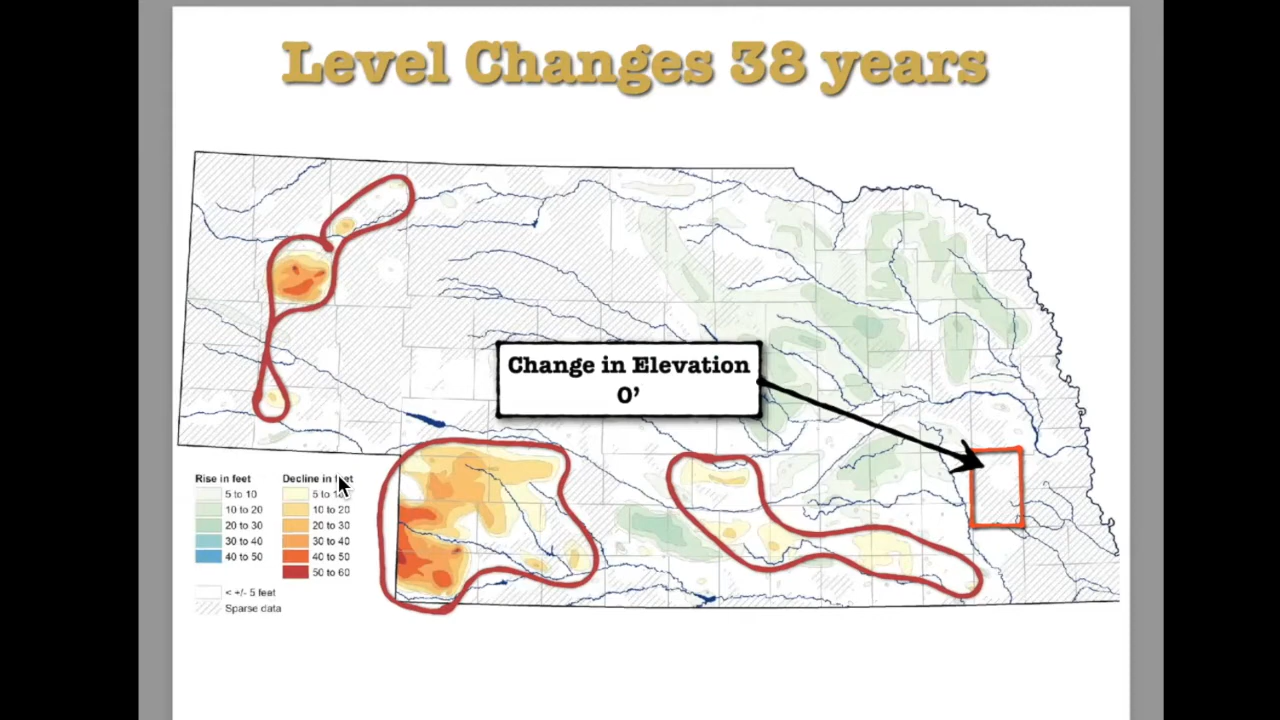 Level Changes 38 years
Change in Elevation
0’
Rise in feet
5 to 10
10 to 20
20 to 30
30 to 40
40 to 50
Decline in feet
5 to 10
10 to 20
20 to 30
30 to 40
40 to 50
50 to 60
< +/- 5 feet
Sparse data